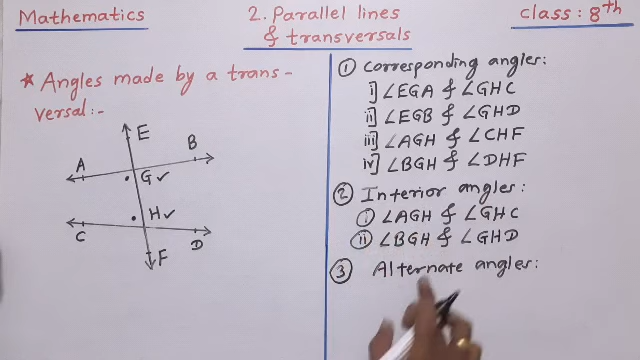 Mathematics
2. Parallel lines
& transversals
class : 8th
* Angles made by a trans-
versal :-
E
B
A
G ✓
H ✓
C
D
F
① Corresponding angles:
i] ∠EGA & ∠GHC
ii] ∠EGB & ∠GHD
iii] ∠AGH & ∠CHF
iv] ∠BGH & ∠DHF
② Interior angles:
ⓘ ∠AGH & ∠GHC
ⓘⓘ ∠BGH & ∠GHD
③ Alternate angles: